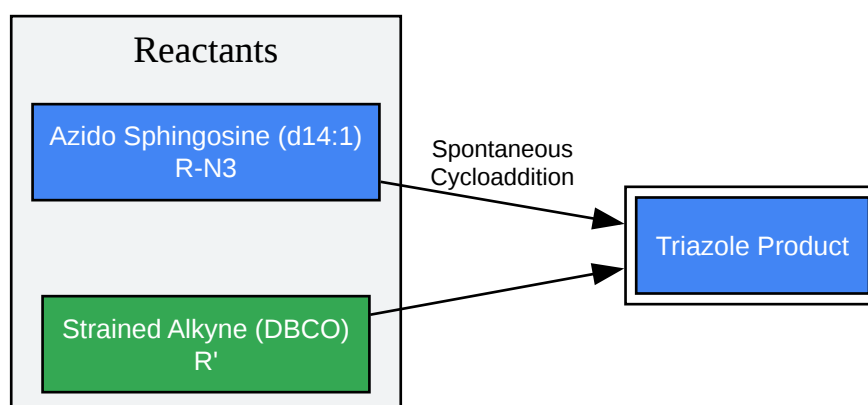 Reactants
Azido Sphingosine (d14:1)
R-N3
Spontaneous
Cycloaddition
Triazole Product
Strained Alkyne (DBCO)
R'